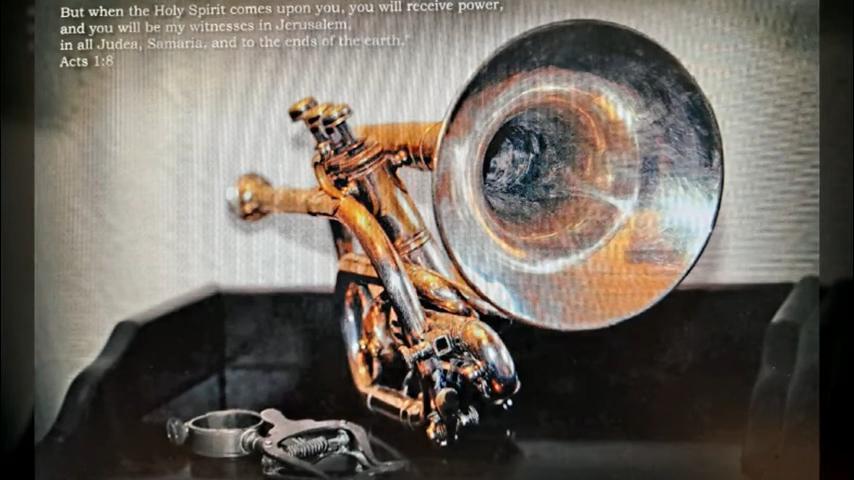 But when the Holy Spirit comes upon you, you will receive power,
and you will be my witnesses in Jerusalem,
in all Judea, Samaria, and to the ends of the earth."
Acts 1:8